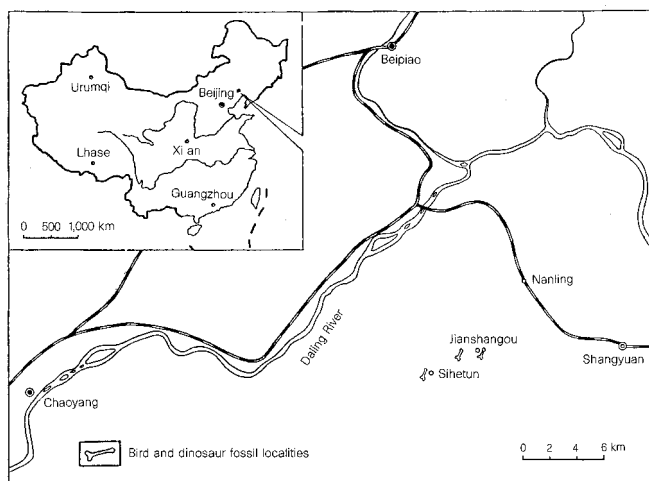 Beipiao
Urumqi
Beijing
Lhase
Xi an
Guangzhou
0 500 1,000 km
Nanling
Daling River
Jianshangou
Shangyuan
Sihetun
Chaoyang
Bird and dinosaur fossil localities
0 2 4 6 km